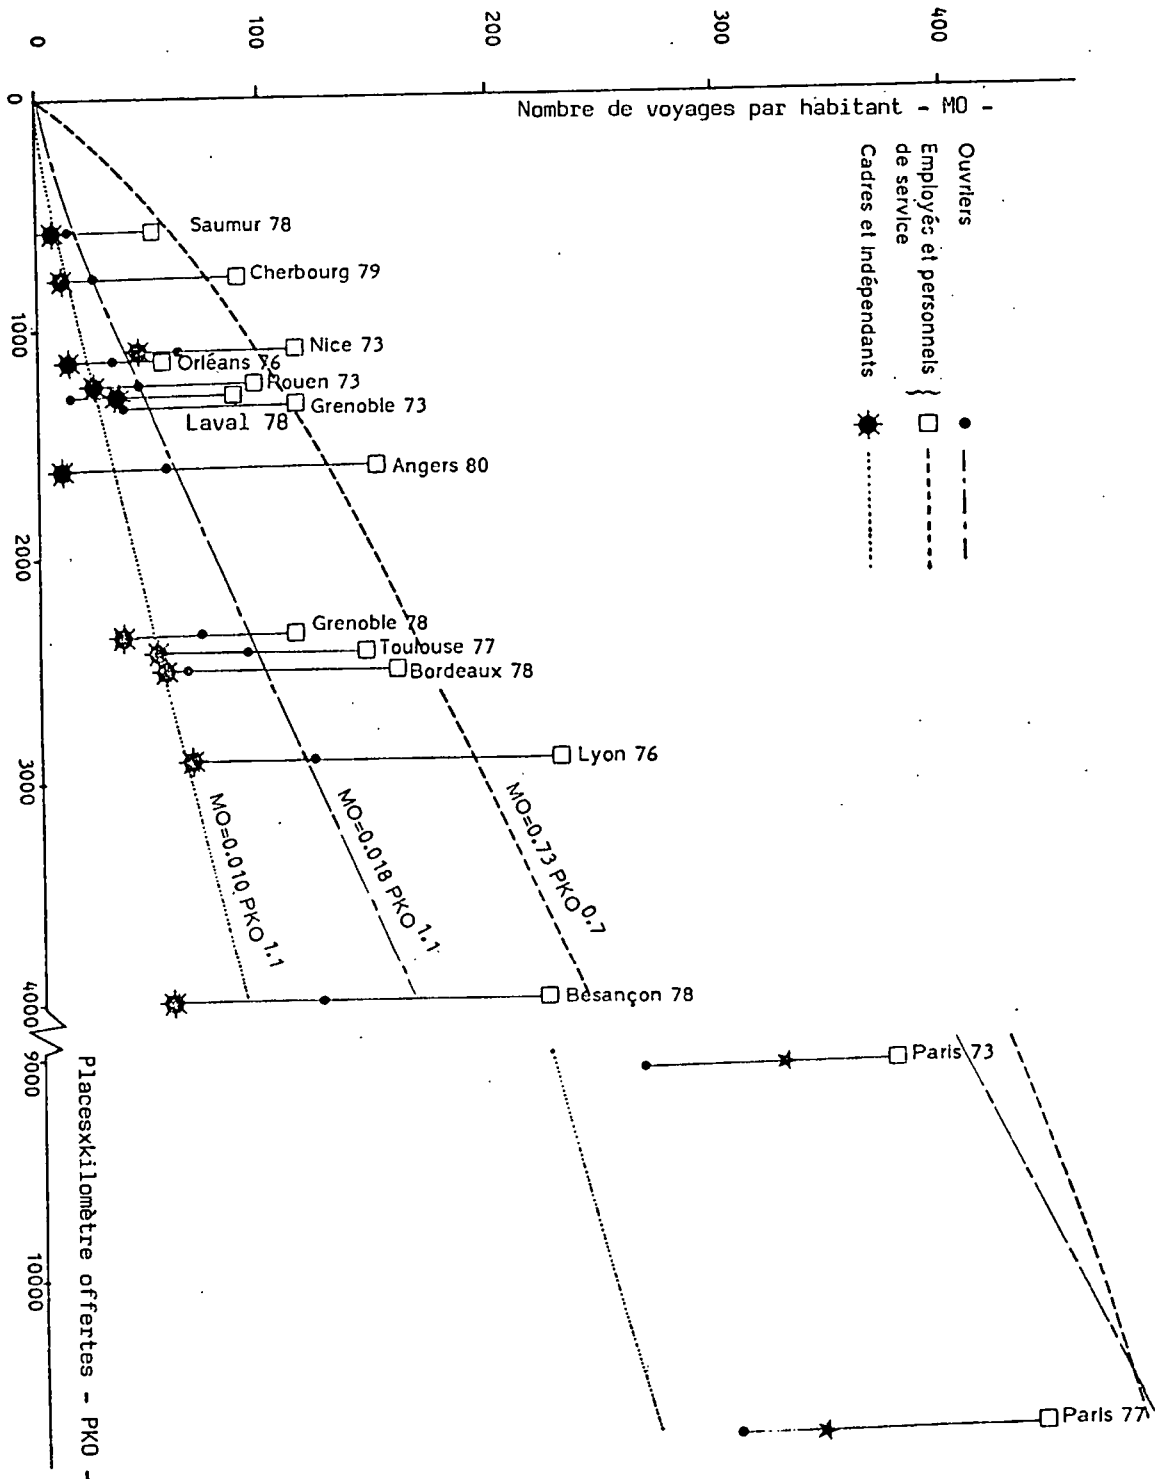 400
300
200
100
0
Nombre de voyages par habitant - MO -
Ouvriers
Employés et personnels
de service
Cadres et Indépendants
0
1000
2000
3000
4000
9000
10000
Placesxkilomètre offertes - PKO -
Saumur 78
Cherbourg 79
Nice 73
Orléans 76
Rouen 73
Laval 78
Grenoble 73
Angers 80
Grenoble 78
Toulouse 77
Bordeaux 78
Lyon 76
Besançon 78
Paris 73
Paris 77
MO=0.73 PKO0.7
MO=0.018 PKO1.1
MO=0.010 PKO1.1